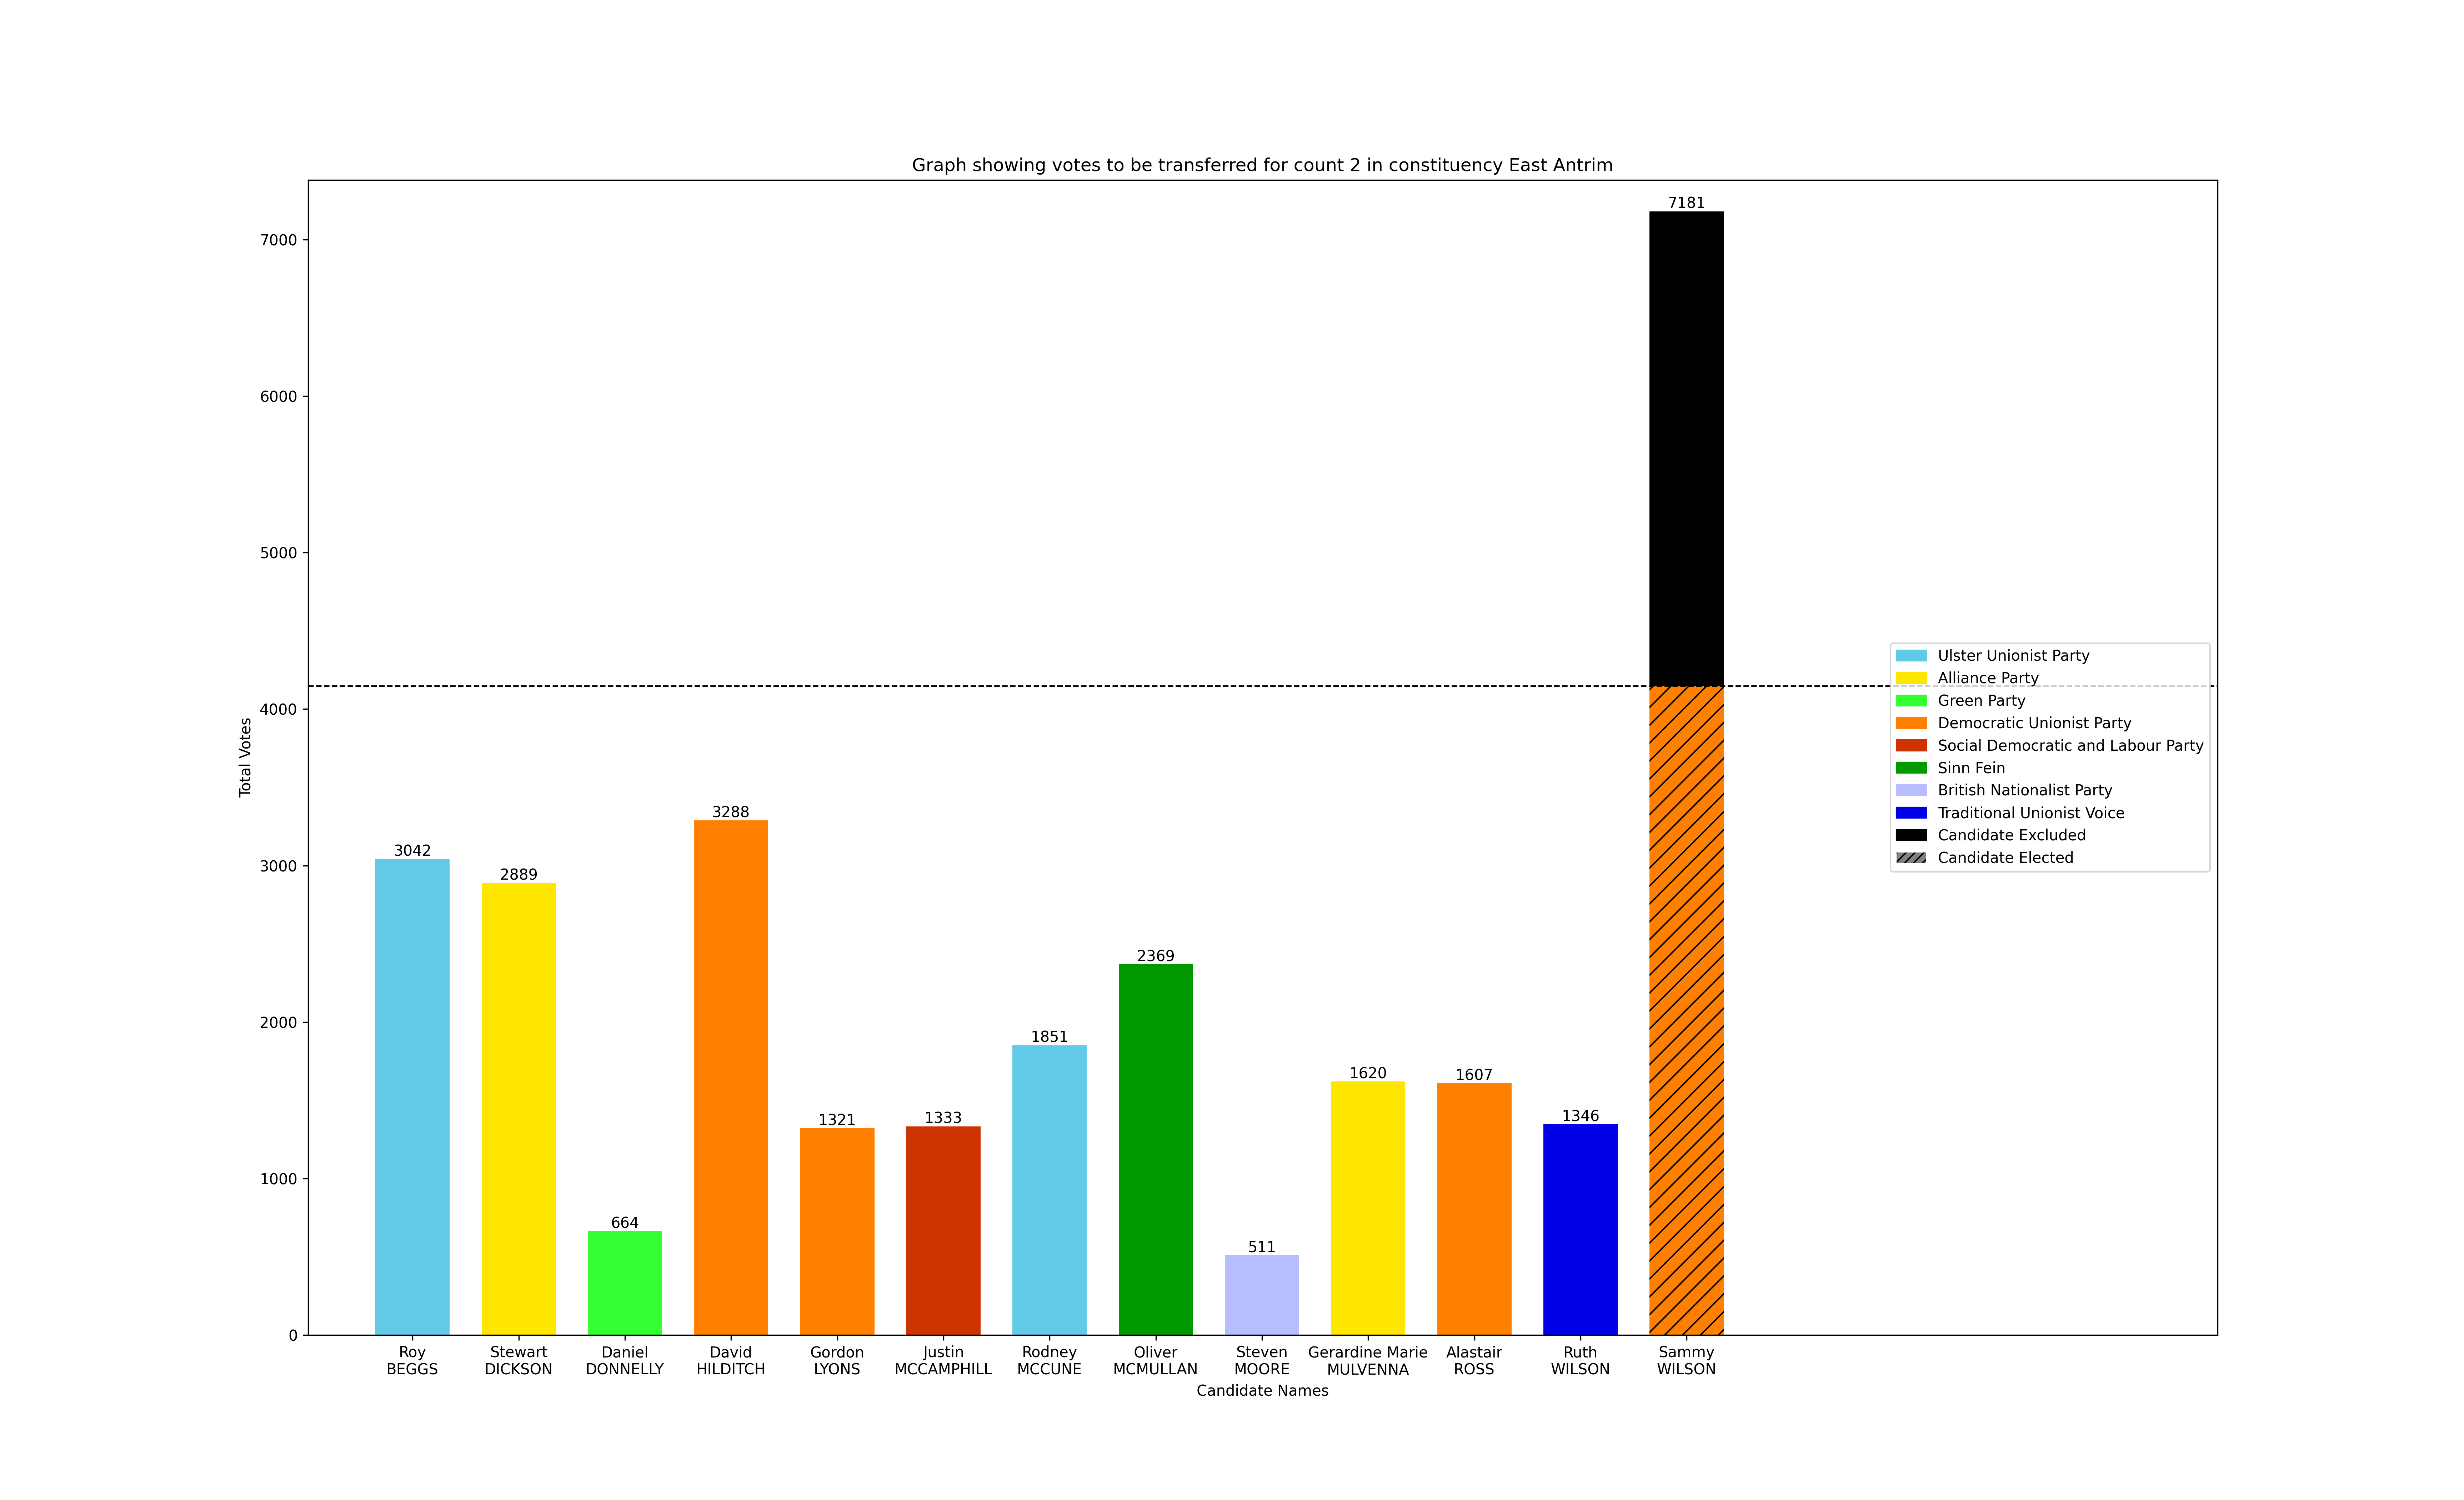 Graph showing votes to be transferred for count 2 in constituency East Antrim
7181
7000
6000
5000
4000
3000
2000
1000
0
Total Votes
3042
2889
664
3288
1321
1333
1851
2369
511
1620
1607
1346
Ulster Unionist Party
Alliance Party
Green Party
Democratic Unionist Party
Social Democratic and Labour Party
Sinn Fein
British Nationalist Party
Traditional Unionist Voice
Candidate Excluded
Candidate Elected
Roy
BEGGS
Stewart
DICKSON
Daniel
DONNELLY
David
HILDITCH
Gordon
LYONS
Justin
MCCAMPHILL
Rodney
MCCUNE
Oliver
MCMULLAN
Steven
MOORE
Gerardine Marie
MULVENNA
Alastair
ROSS
Ruth
WILSON
Sammy
WILSON
Candidate Names